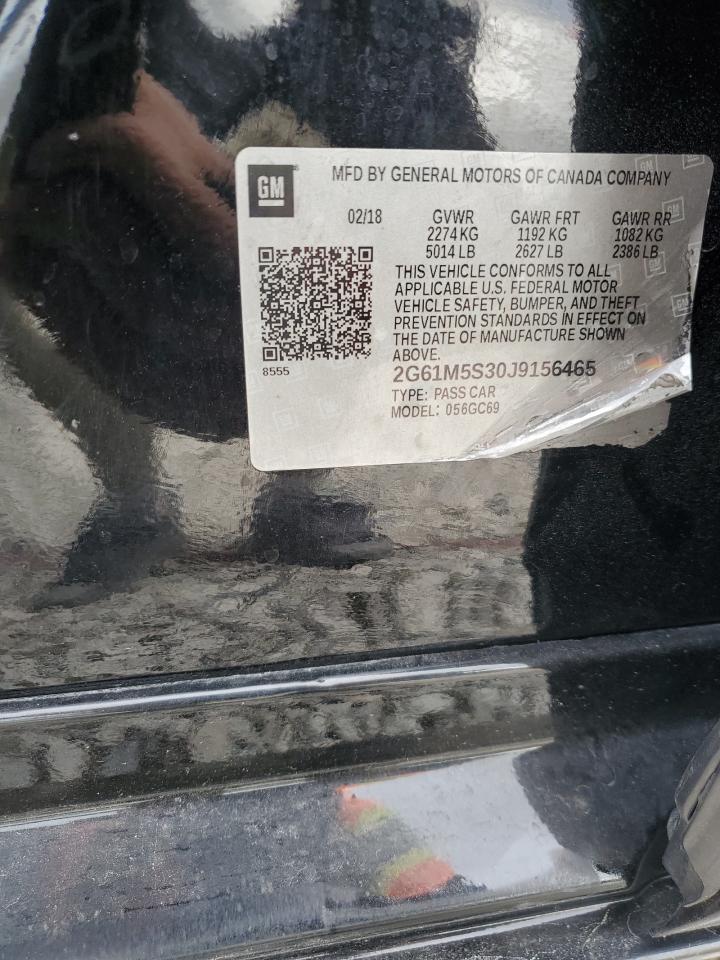 GM
MFD BY GENERAL MOTORS OF CANADA COMPANY
02/18 GVWR GAWR FRT GAWR RR
2274 KG 1192 KG 1082 KG
5014 LB 2627 LB 2386 LB
THIS VEHICLE CONFORMS TO ALL
APPLICABLE U.S. FEDERAL MOTOR
VEHICLE SAFETY, BUMPER, AND THEFT
PREVENTION STANDARDS IN EFFECT ON
THE DATE OF MANUFACTURE SHOWN
ABOVE.
8555
2G61M5S30J9156465
TYPE: PASS CAR
MODEL: 056GC69